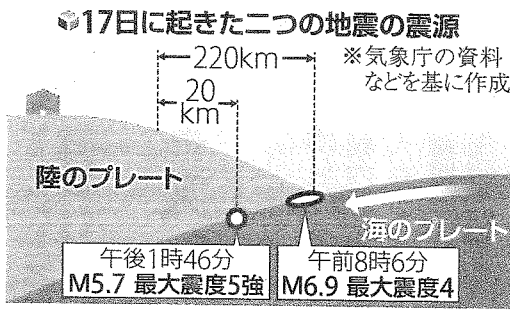 17日に起きた二つの地震の震源
220km
※気象庁の資料
などを基に作成
20
km
陸のプレート
海のプレート
午後1時46分
M5.7 最大震度5強
午前8時6分
M6.9 最大震度4